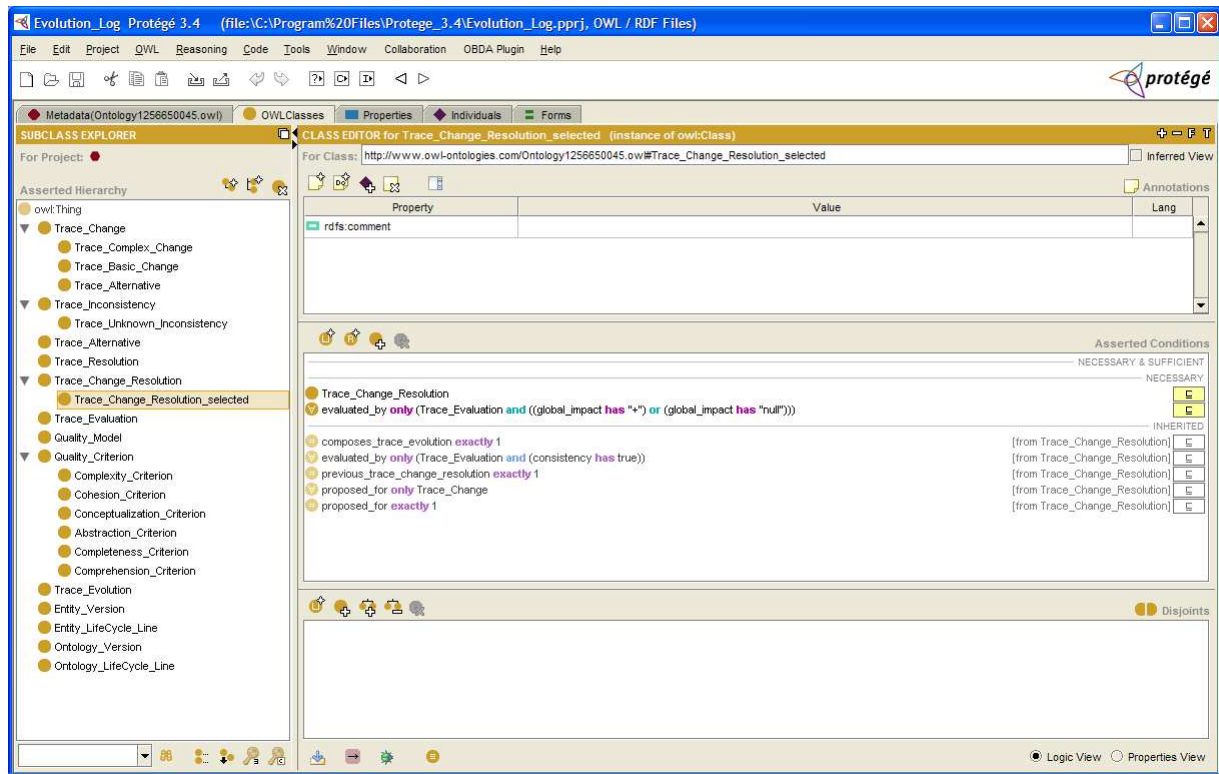 Evolution_Log Protégé 3.4 (file:\C:\Program%20Files\Protege_3.4\Evolution_Log.pprj, OWL / RDF Files)
File Edit Project OWL Reasoning Code Tools Window Collaboration OBDA Plugin Help
protégé
Metadata(Ontology1256650045.owl) OWLClasses Properties Individuals Forms
SUBCLASS EXPLORER
For Project:
Asserted Hierarchy
owl:Thing
Trace_Change
Trace_Complex_Change
Trace_Basic_Change
Trace_Alternative
Trace_Inconsistency
Trace_Unknown_Inconsistency
Trace_Alternative
Trace_Resolution
Trace_Change_Resolution
Trace_Change_Resolution_selected
Trace_Evaluation
Quality_Model
Quality_Criterion
Complexity_Criterion
Cohesion_Criterion
Conceptualization_Criterion
Abstraction_Criterion
Completeness_Criterion
Comprehension_Criterion
Trace_Evolution
Entity_Version
Entity_LifeCycle_Line
Ontology_Version
Ontology_LifeCycle_Line
CLASS EDITOR for Trace_Change_Resolution_selected (instance of owl:Class)
For Class: http://www.owl-ontologies.com/Ontology1256650045.owl#Trace_Change_Resolution_selected Inferred View
Annotations
Property Value Lang
rdfs:comment
Asserted Conditions
NECESSARY & SUFFICIENT
NECESSARY
Trace_Change_Resolution
evaluated_by only (Trace_Evaluation and ((global_impact has "+") or (global_impact has "null")))
INHERITED
composes_trace_evolution exactly 1 [from Trace_Change_Resolution]
evaluated_by only (Trace_Evaluation and (consistency has true)) [from Trace_Change_Resolution]
previous_trace_change_resolution exactly 1 [from Trace_Change_Resolution]
proposed_for only Trace_Change [from Trace_Change_Resolution]
proposed_for exactly 1 [from Trace_Change_Resolution]
Disjoints
Logic View Properties View